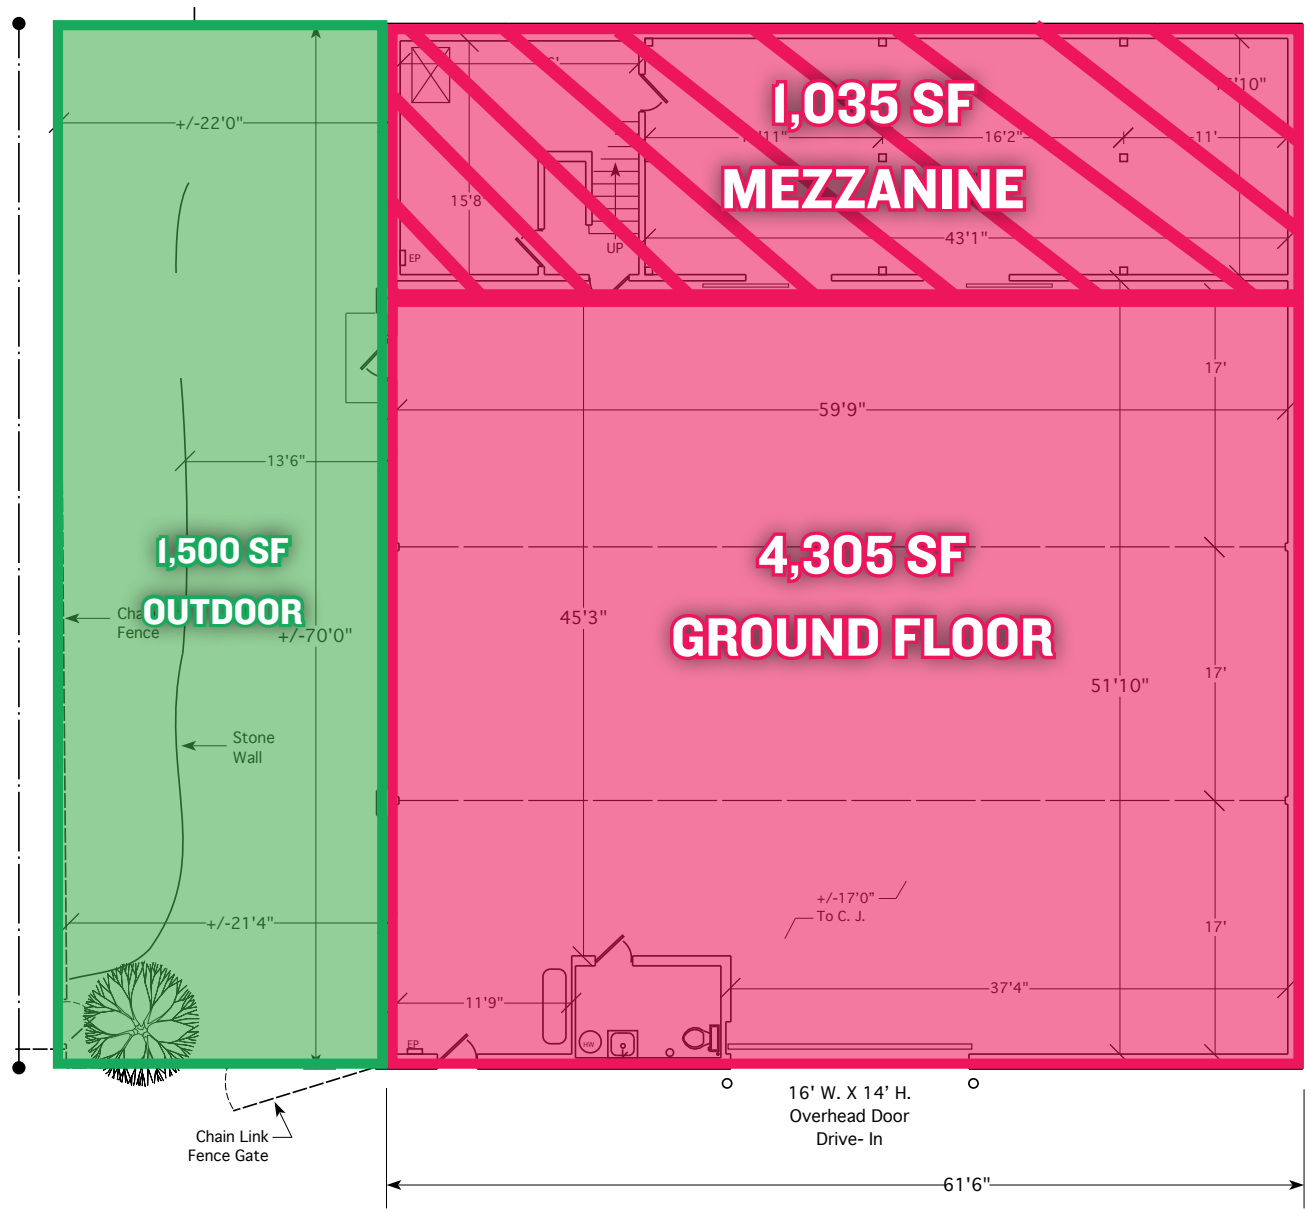 +/-22'0"
1,035 SF
11'
16'2"
MEZZANINE
15'8
43'1"
UP
EP
17'
59'9"
13'6"
1,500 SF
OUTDOOR
Fence
+/-70'0"
4,305 SF
GROUND FLOOR
45'3"
17'
51'10"
Stone
Wall
+/-17'0"
To C. J.
+/-21'4"
17'
37'4"
11'9"
EP
HW
16' W. X 14' H.
Overhead Door
Drive- In
Chain Link
Fence Gate
61'6"